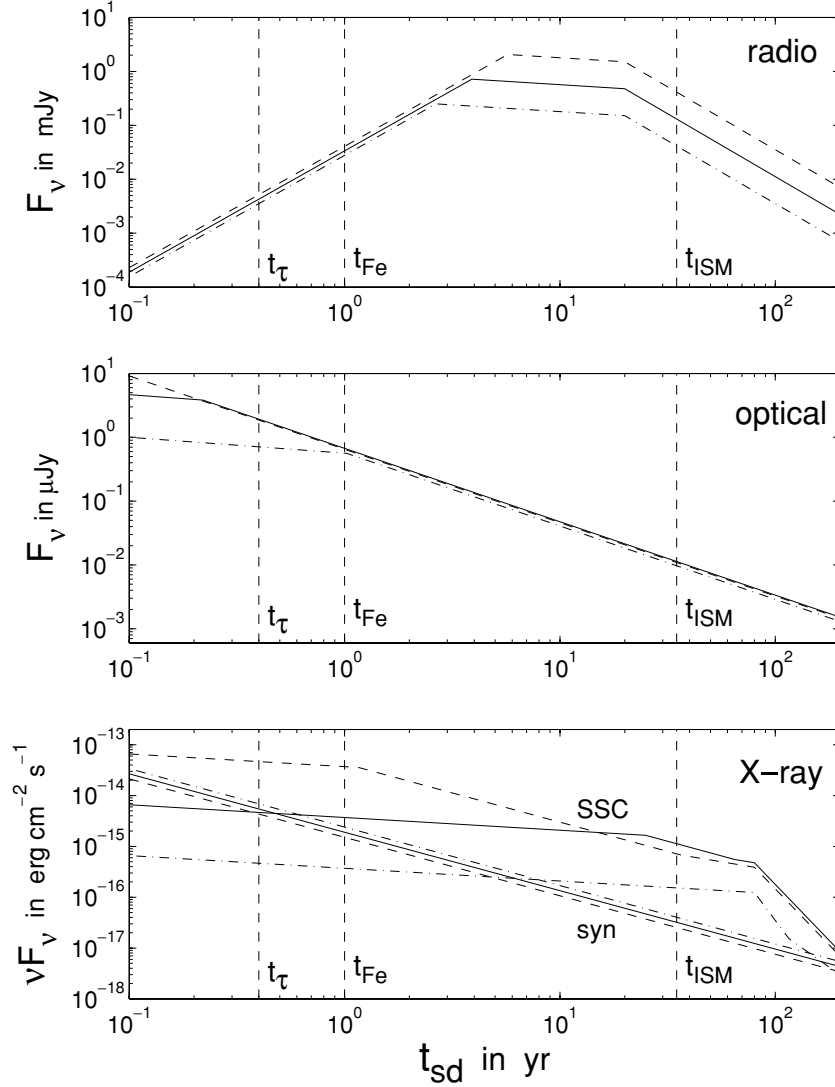 radio
F_ν in mJy
10^1
10^0
10^−1
10^−2
10^−3
10^−4
t_τ
t_Fe
t_ISM
10^−1 10^0 10^1 10^2
optical
F_ν in μJy
10^1
10^0
10^−1
10^−2
10^−3
t_τ
t_Fe
t_ISM
10^−1 10^0 10^1 10^2
X−ray
νF_ν in erg cm^−2 s^−1
10^−13
10^−14
10^−15
10^−16
10^−17
10^−18
SSC
syn
t_τ
t_Fe
t_ISM
10^−1 10^0 10^1 10^2
t_sd in yr